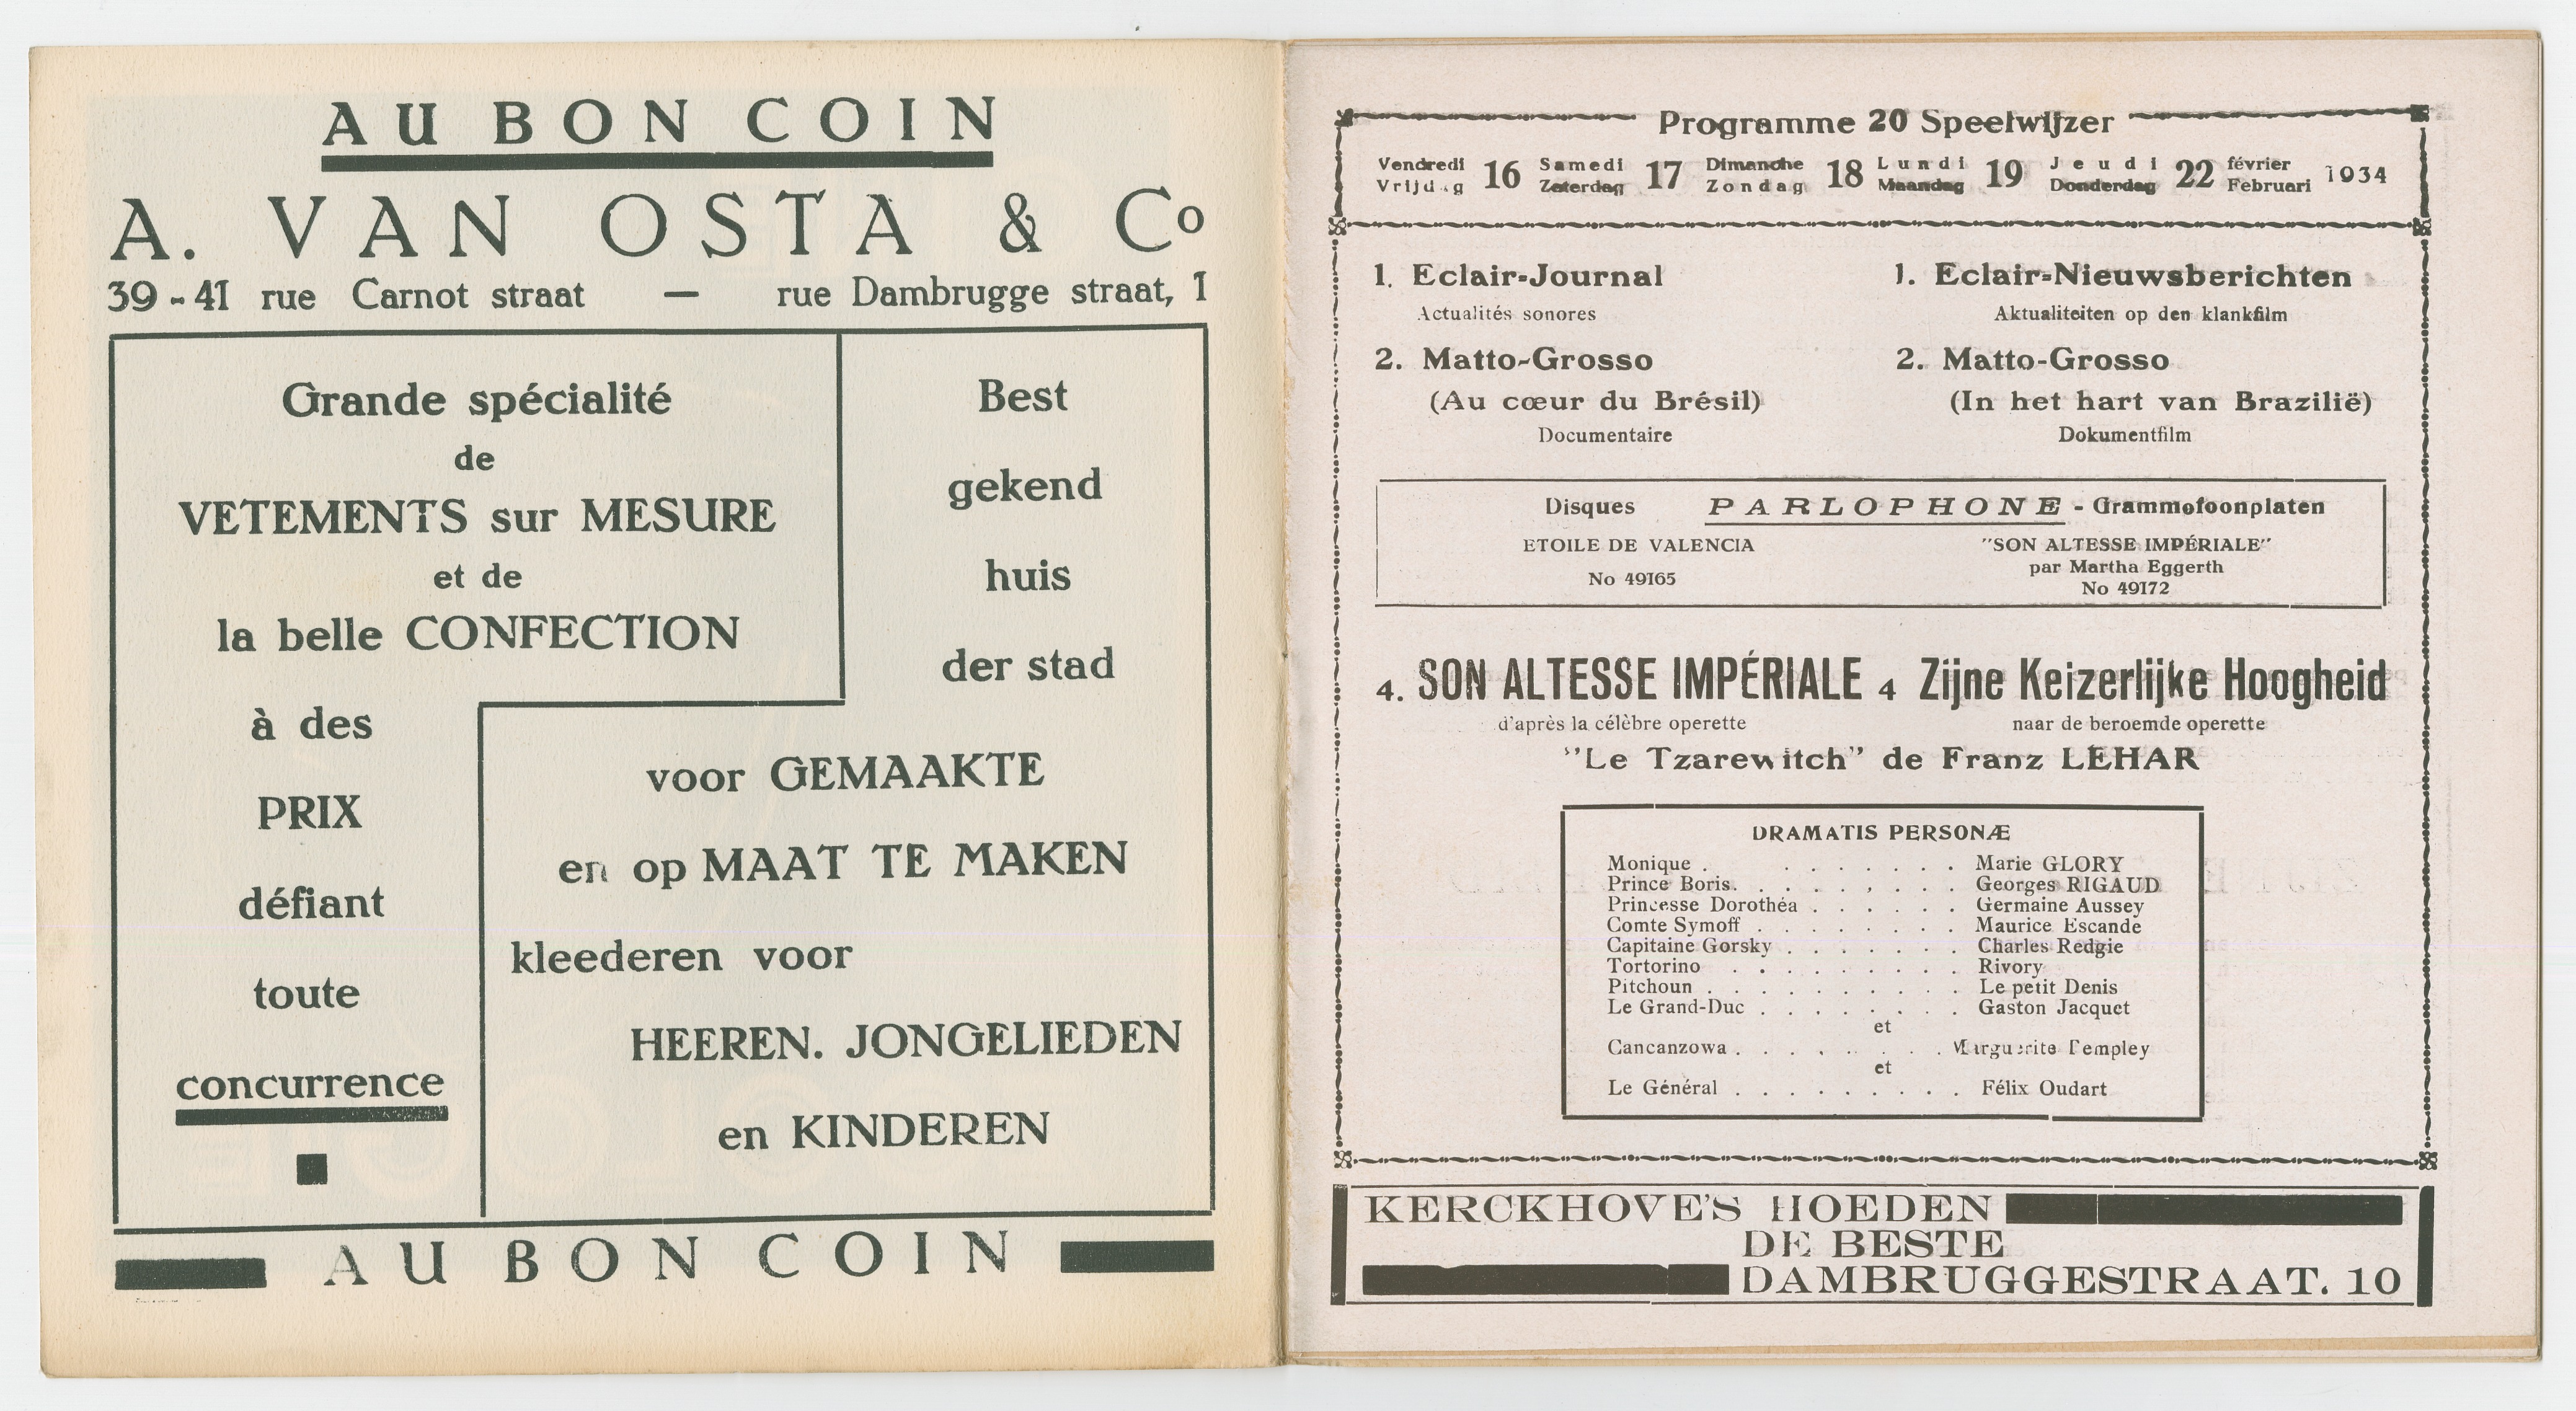 AU BON COIN
A. VAN OSTA & Co
39-41 rue Carnot straat — rue Dambrugge straat, 1
Grande spécialité
de
VETEMENTS sur MESURE
et de
la belle CONFECTION
à des
PRIX
défiant
toute
concurrence
Best
gekend
huis
der stad
voor GEMAAKTE
en op MAAT TE MAKEN
kleederen voor
HEEREN. JONGELIEDEN
en KINDEREN
AU BON COIN
Programme 20 Speelwijzer
Vendredi 16 Samedi 17 Dimanche 18 Lundi 19 Jeudi 22 février 1934
Vrijdag Zaterdag Zondag Maandag Donderdag Februari
1. Eclair-Journal
Actualités sonores
2. Matto-Grosso
(Au cœur du Brésil)
Documentaire
1. Eclair-Nieuwsberichten
Aktualiteiten op den klankfilm
2. Matto-Grosso
(In het hart van Brazilië)
Dokumentfilm
Disques PARLOPHONE - Grammofoonplaten
ETOILE DE VALENCIA
No 49165
"SON ALTESSE IMPÉRIALE"
par Martha Eggerth
No 49172
4. SON ALTESSE IMPÉRIALE 4 Zijne Keizerlijke Hoogheid
d'après la célèbre operette naar de beroemde operette
"Le Tzarewitch" de Franz LEHAR
DRAMATIS PERSONÆ
Monique . . . . . . . . Marie GLORY
Prince Boris. . . . . , . . . Georges RIGAUD
Princesse Dorothéa . . . . . . Germaine Aussey
Comte Symoff . . . . . . . . Maurice Escande
Capitaine Gorsky . . . . . . . Charles Redgie
Tortorino . . . . . . . . . Rivory
Pitchoun . . . . . . . . . . Le petit Denis
Le Grand-Duc . . . . . . . . Gaston Jacquet
et
Cancanzowa . . . . . . . . Marguerite Templey
et
Le Général . . . . . . . . . Félix Oudart
KERCKHOVE'S HOEDEN
DE BESTE
DAMBRUGGESTRAAT. 10